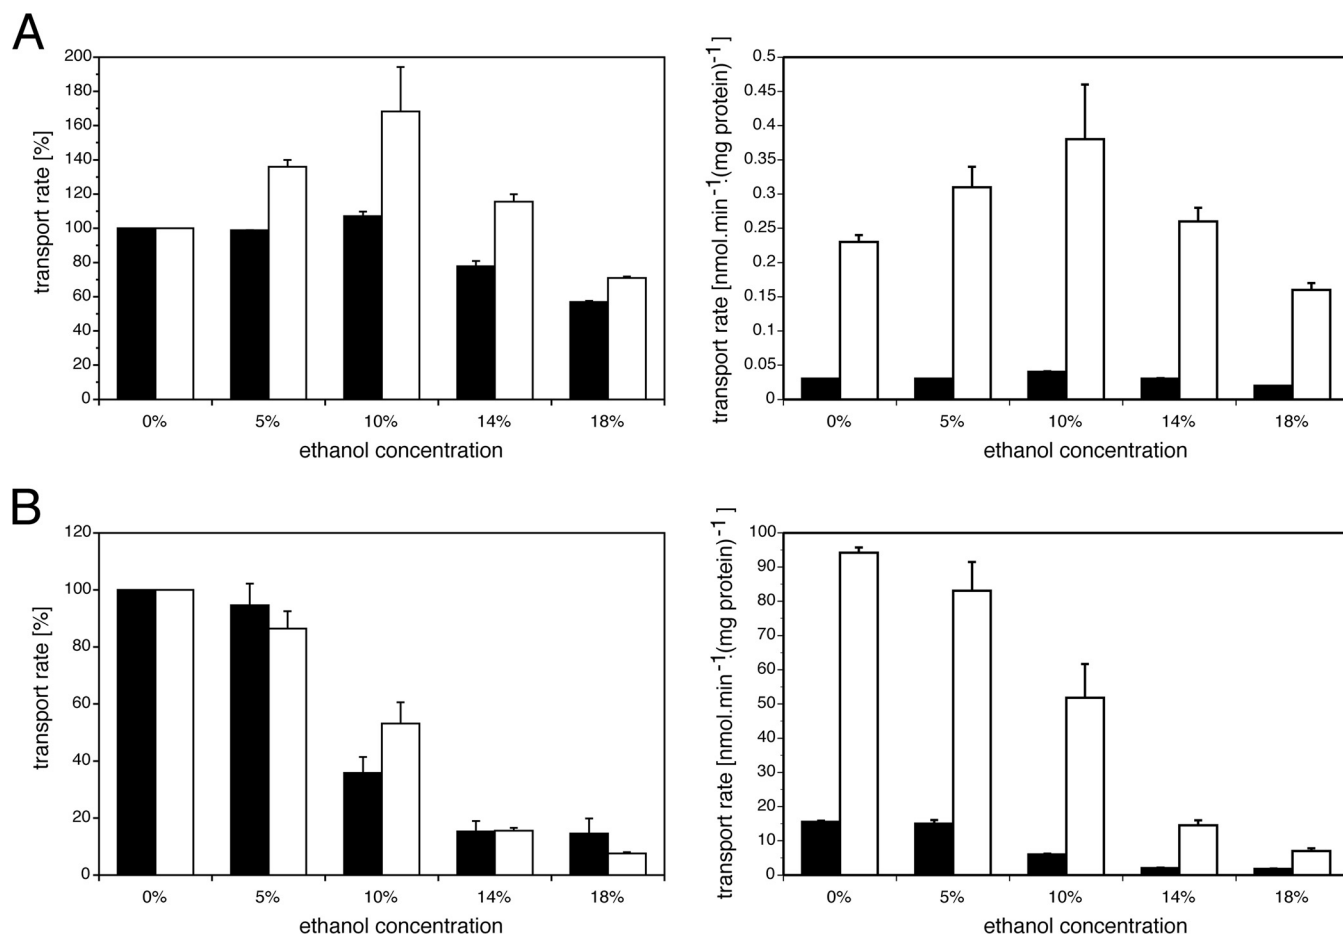 A
200
180
160
140
120
100
80
60
40
20
0
transport rate [%]
0% 5% 10% 14% 18%
ethanol concentration
0.5
0.45
0.4
0.35
0.3
0.25
0.2
0.15
0.1
0.05
0
transport rate [nmol.min⁻¹.(mg protein)⁻¹]
0% 5% 10% 14% 18%
ethanol concentration
B
120
100
80
60
40
20
0
transport rate [%]
0% 5% 10% 14% 18%
ethanol concentration
100
90
80
70
60
50
40
30
20
10
0
transport rate [nmol.min⁻¹.(mg protein)⁻¹]
0% 5% 10% 14% 18%
ethanol concentration